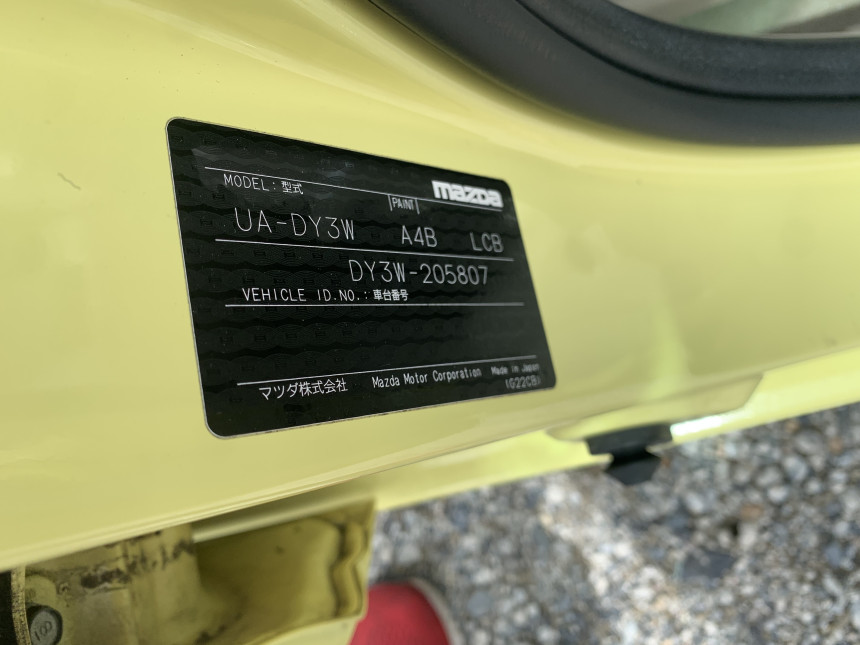 mazda
MODEL:型式
PAINT
UA-DY3W A4B LCB
DY3W-205807
VEHICLE ID.NO.:車台番号
マツダ株式会社 Mazda Motor Corporation Made in Japan
(G22CB)